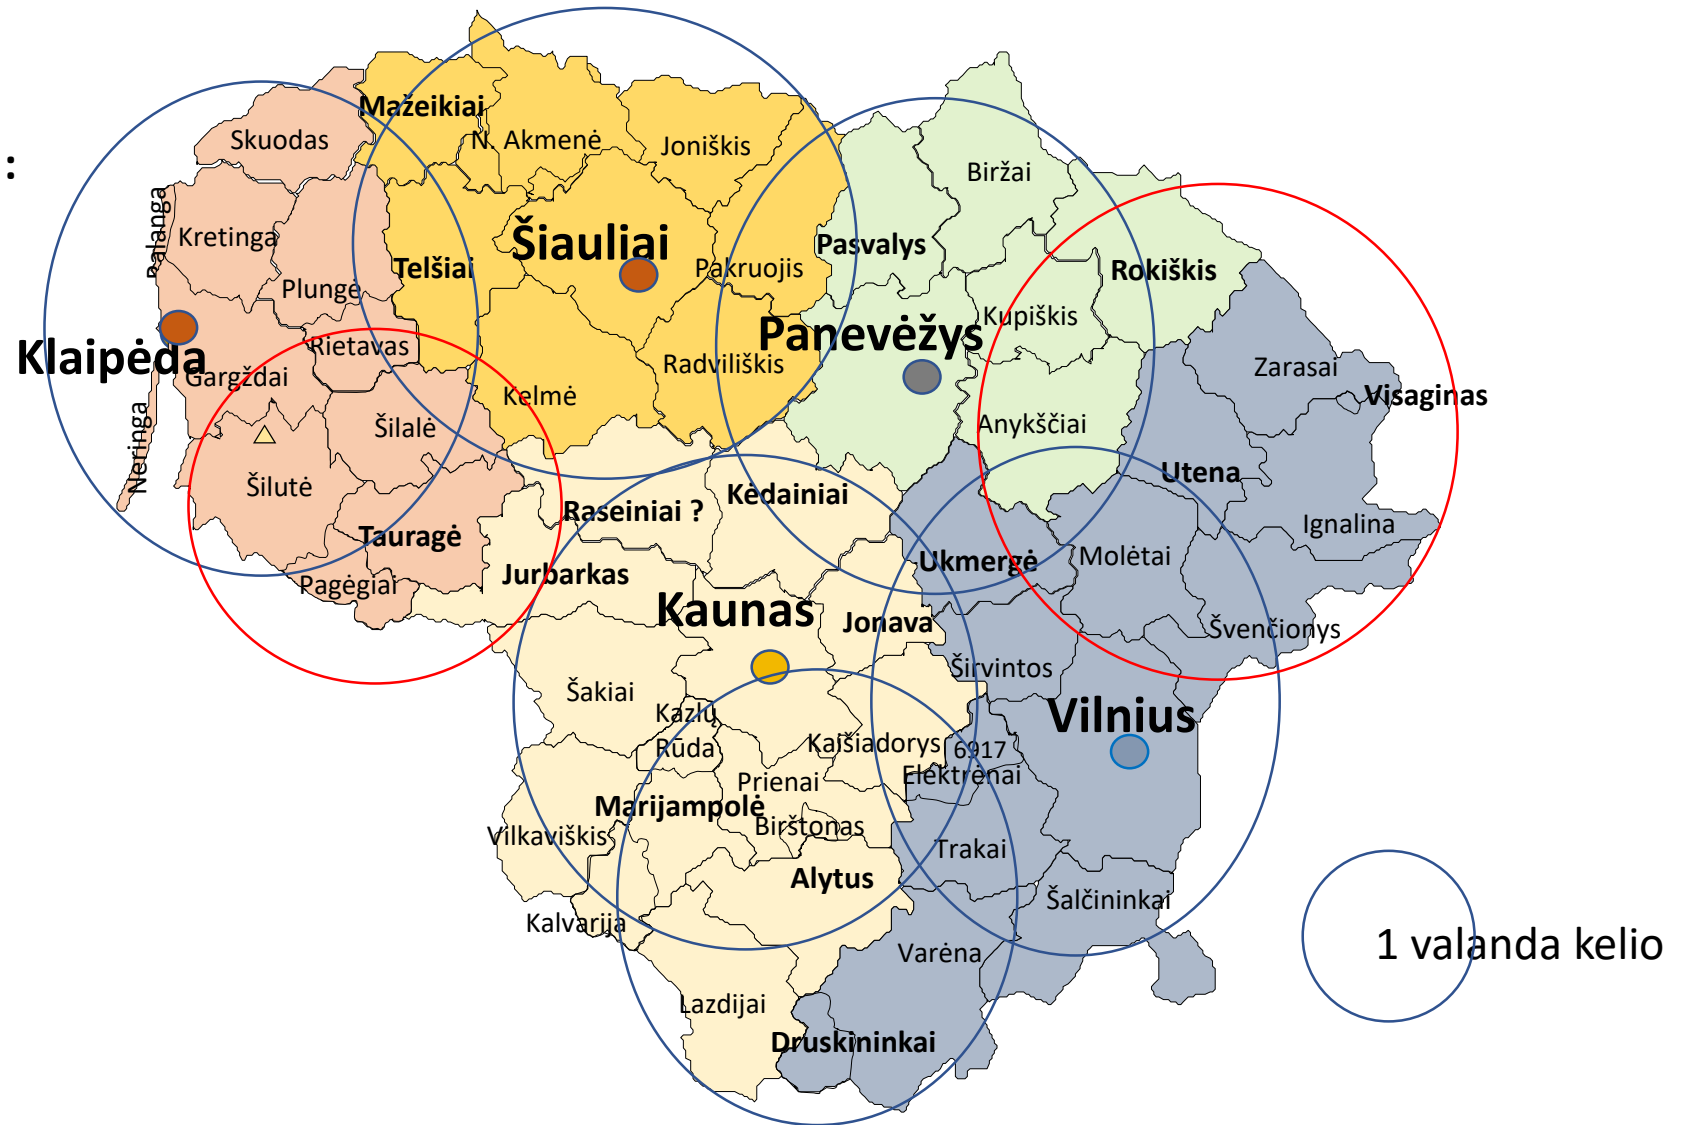 :
Mažeikiai
Skuodas
N. Akmenė
Joniškis
Biržai
Palanga
Kretinga
Šiauliai
Pasvalys
Telšiai
Pakruojis
Rokiškis
Plungė
Kupiškis
Panevėžys
Klaipėda
Rietavas
Radviliškis
Zarasai
Gargždai
Kelmė
Visaginas
Neringa
Šilalė
Anykščiai
Šilutė
Utena
Kėdainiai
Raseiniai ?
Ignalina
Tauragė
Ukmergė
Molėtai
Pagėgiai
Jurbarkas
Kaunas
Jonava
Švenčionys
Širvintos
Šakiai
Kazlų
Rūda
Vilnius
Kaišiadorys
6917
Elektrėnai
Prienai
Marijampolė
Birštonas
Vilkaviškis
Trakai
Alytus
Šalčininkai
Kalvarija
Varėna
1 valanda kelio
Lazdijai
Druskininkai